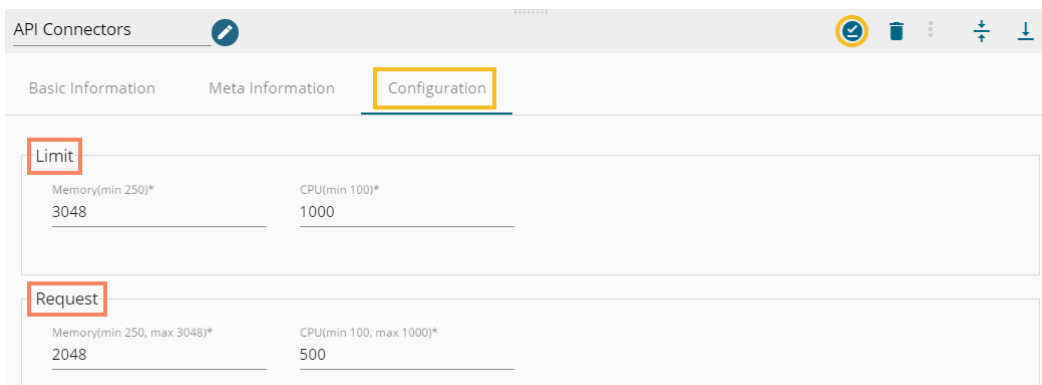 API Connectors
Basic Information Meta Information Configuration
Limit
Memory(min 250)* CPU(min 100)*
3048 1000
Request
Memory(min 250, max 3048)* CPU(min 100, max 1000)*
2048 500